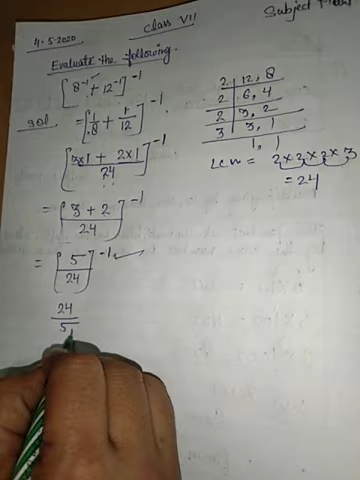 4.5.2020 Class VII Subject
Evaluate the following.
[8⁻¹ + 12⁻¹]⁻¹
Sol = [1/8 + 1/12]⁻¹
[3×1 + 2×1 / 24]⁻¹
= [3 + 2 / 24]⁻¹
= [5 / 24]⁻¹
24 / 5
2 | 12, 8
2 | 6, 4
2 | 3, 2
3 | 3, 1
1, 1
LCM = 2×2×2×3
= 24